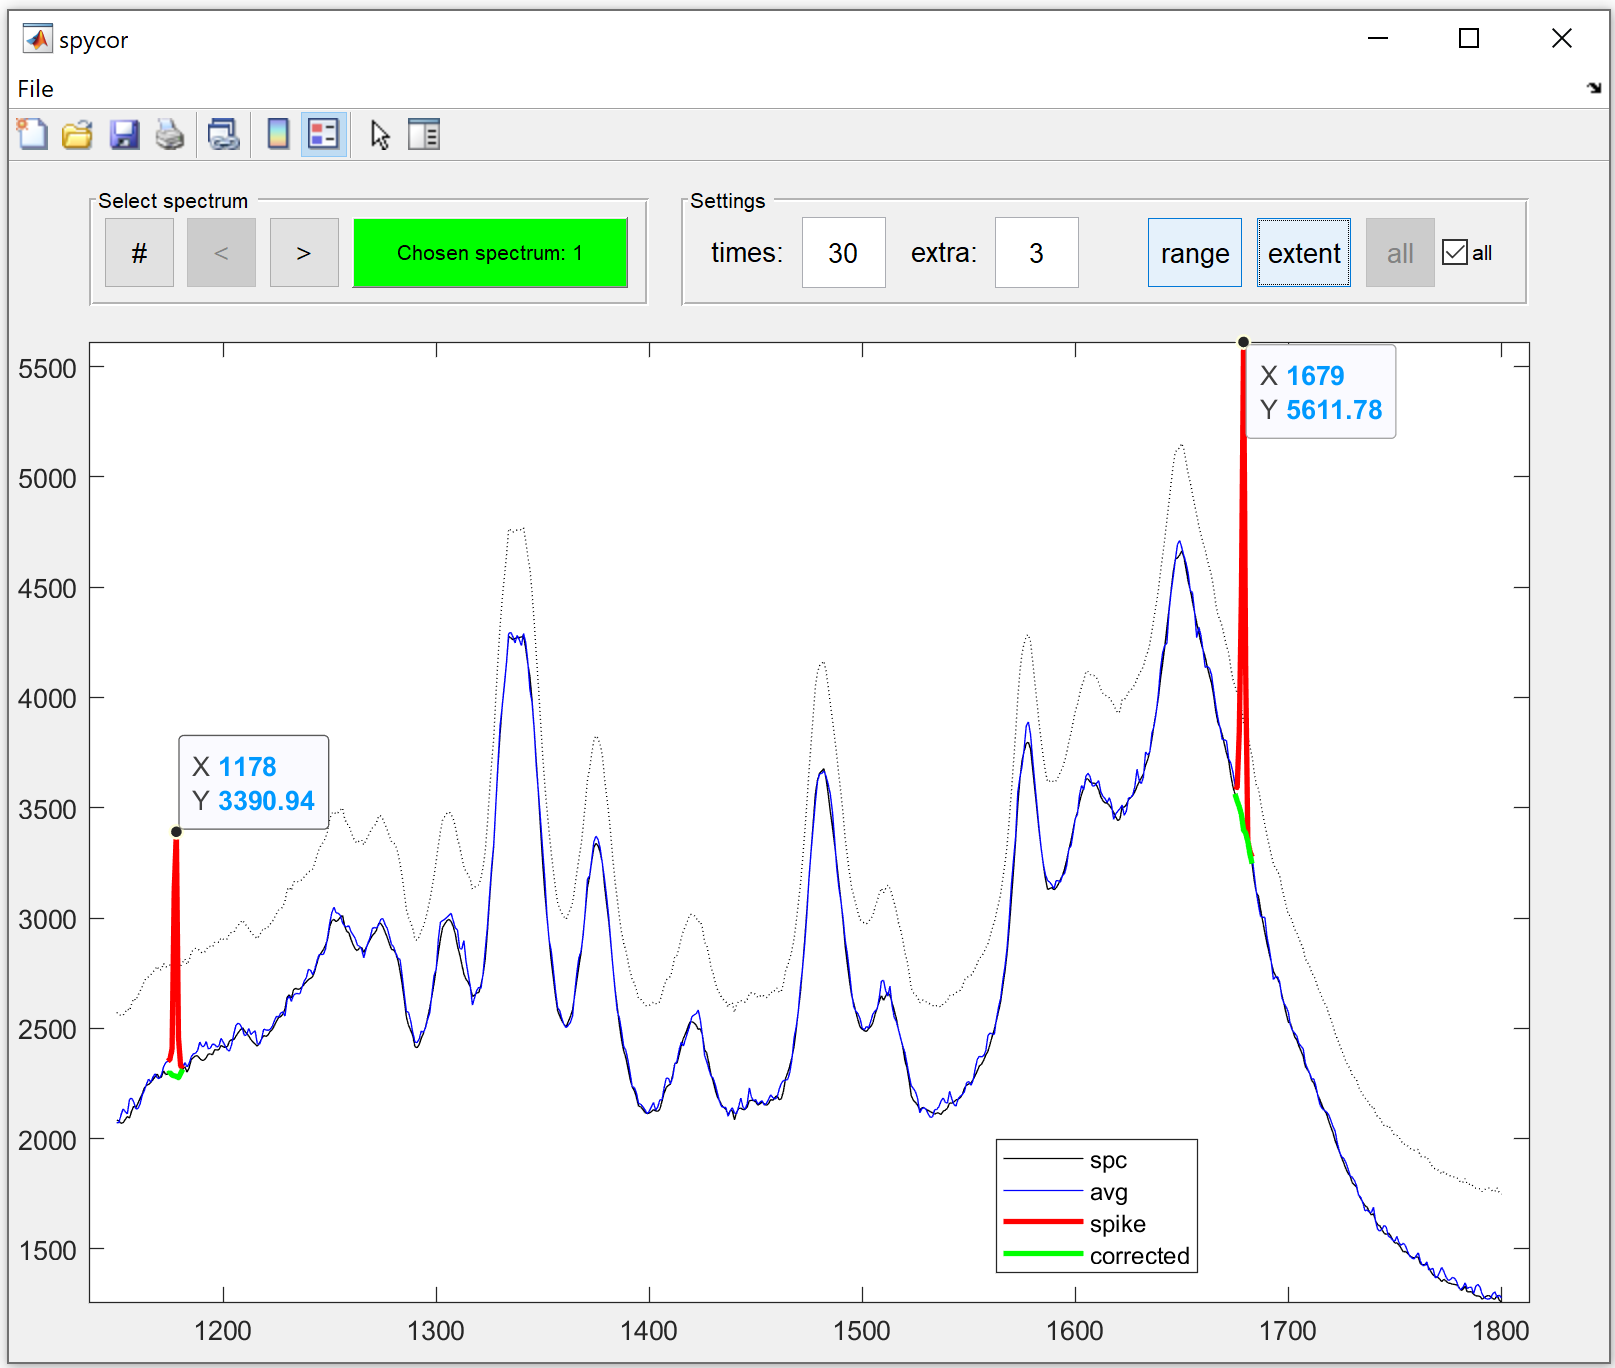 spycor
File
Select spectrum
# < > Chosen spectrum: 1
Settings
times: 30 extra: 3 range extent all all
5500
5000
4500
4000
3500
3000
2500
2000
1500
X 1679
Y 5611.78
X 1178
Y 3390.94
spc
avg
spike
corrected
1200 1300 1400 1500 1600 1700 1800